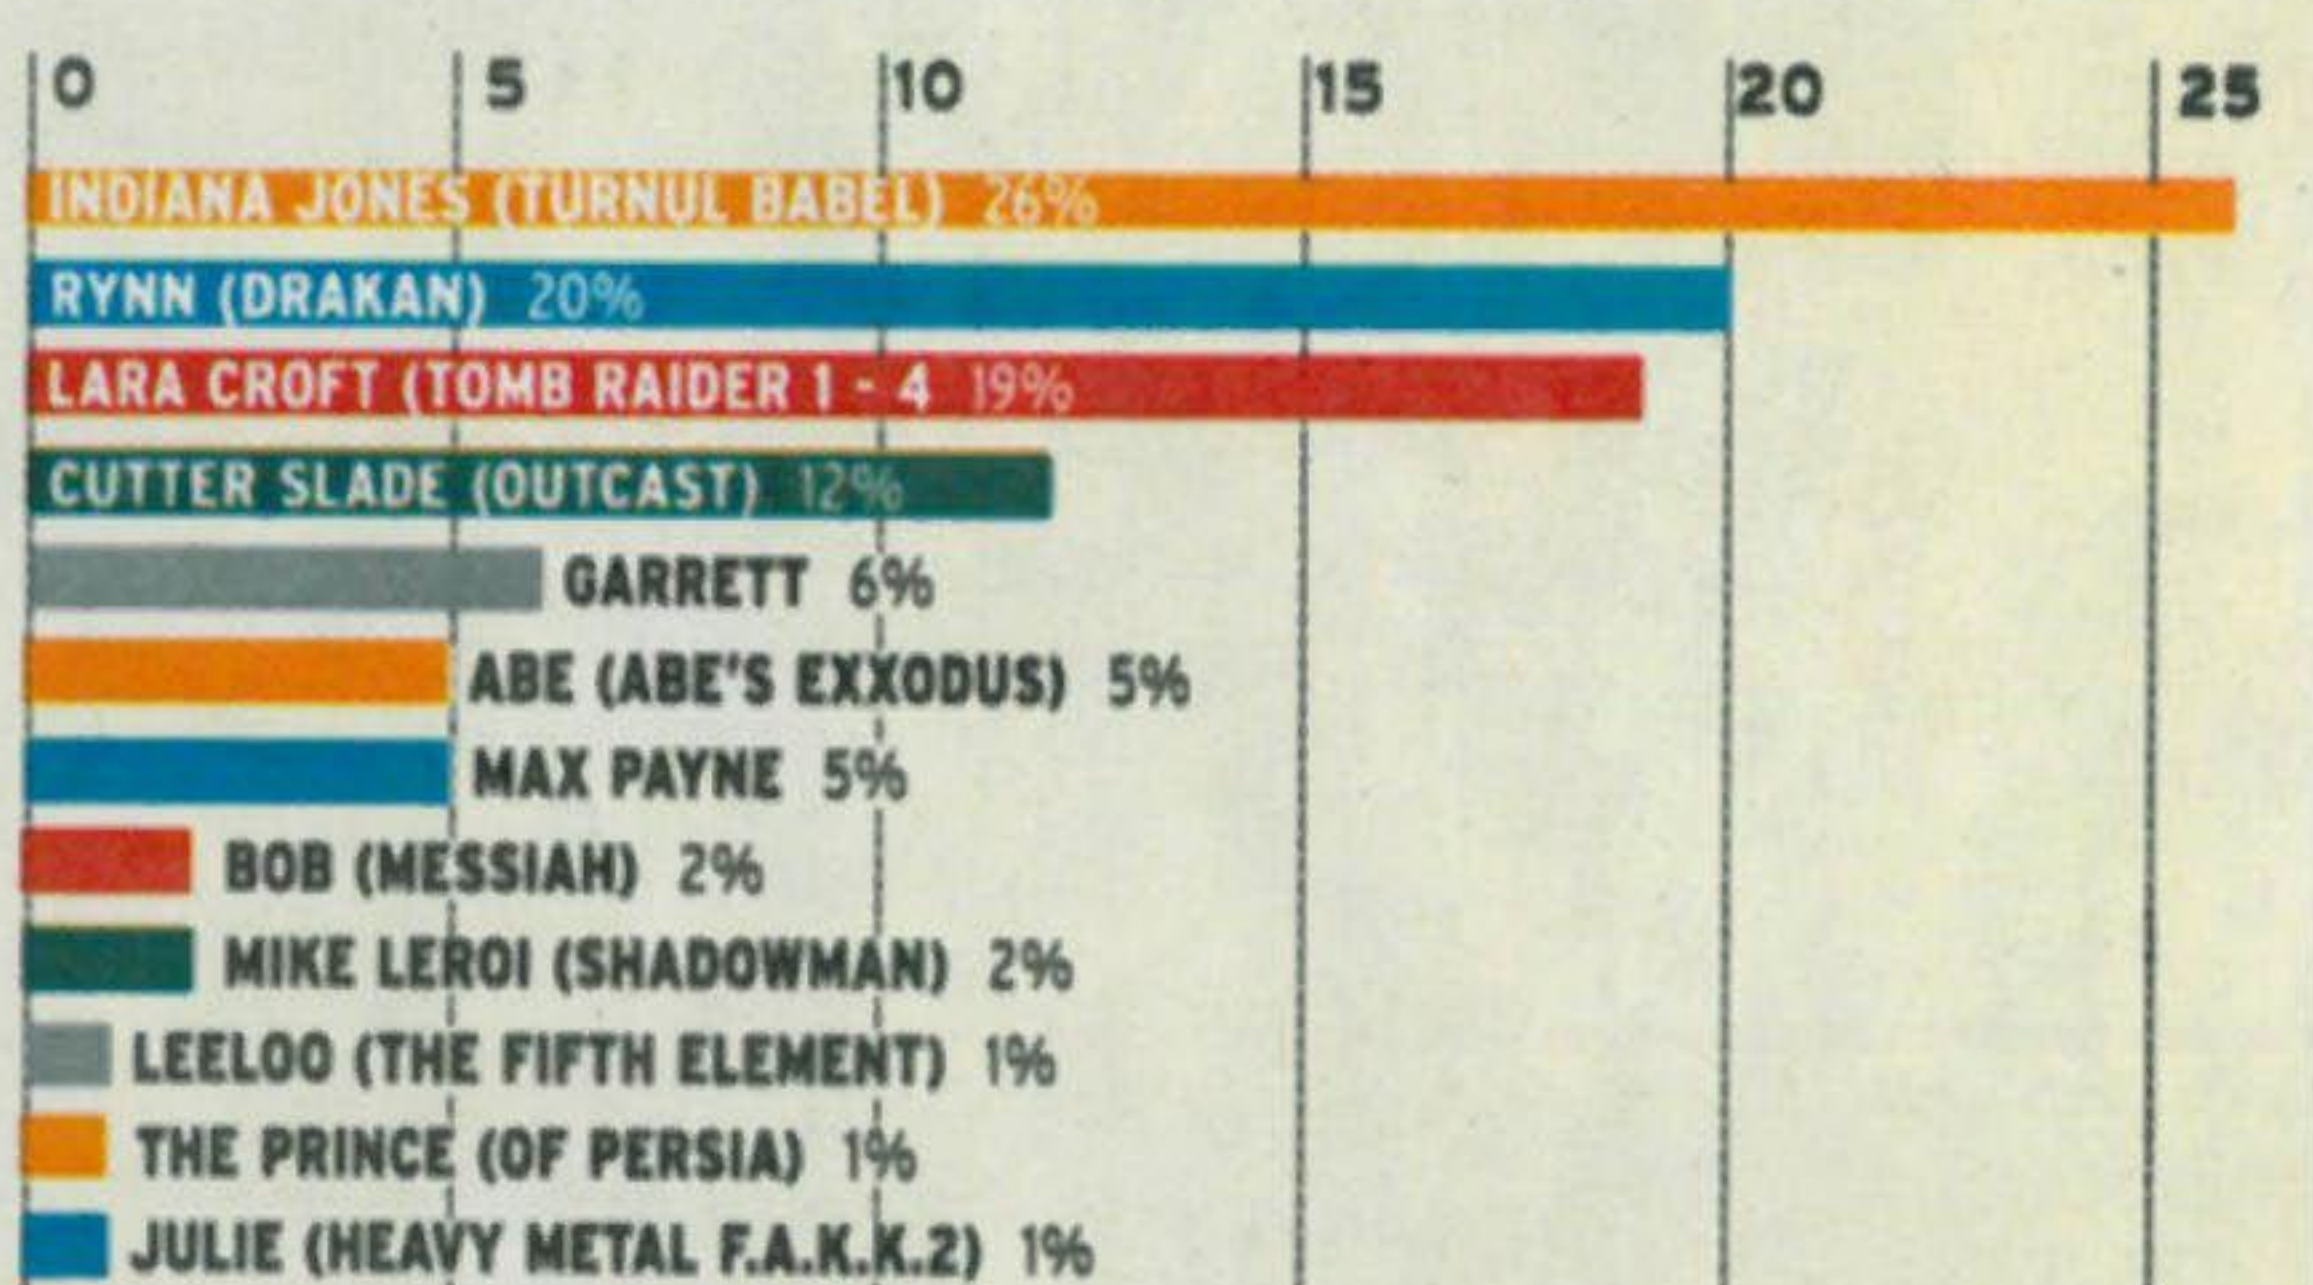 0 5 10 15 20 25
INDIANA JONES (TURNUL BABEL) 26%
RYNN (DRAKAN) 20%
LARA CROFT (TOMB RAIDER 1 - 4 19%
CUTTER SLADE (OUTCAST) 12%
GARRETT 6%
ABE (ABE'S EXXODUS) 5%
MAX PAYNE 5%
BOB (MESSIAH) 2%
MIKE LEROI (SHADOWMAN) 2%
LEELOO (THE FIFTH ELEMENT) 1%
THE PRINCE (OF PERSIA) 1%
JULIE (HEAVY METAL F.A.K.K.2) 1%